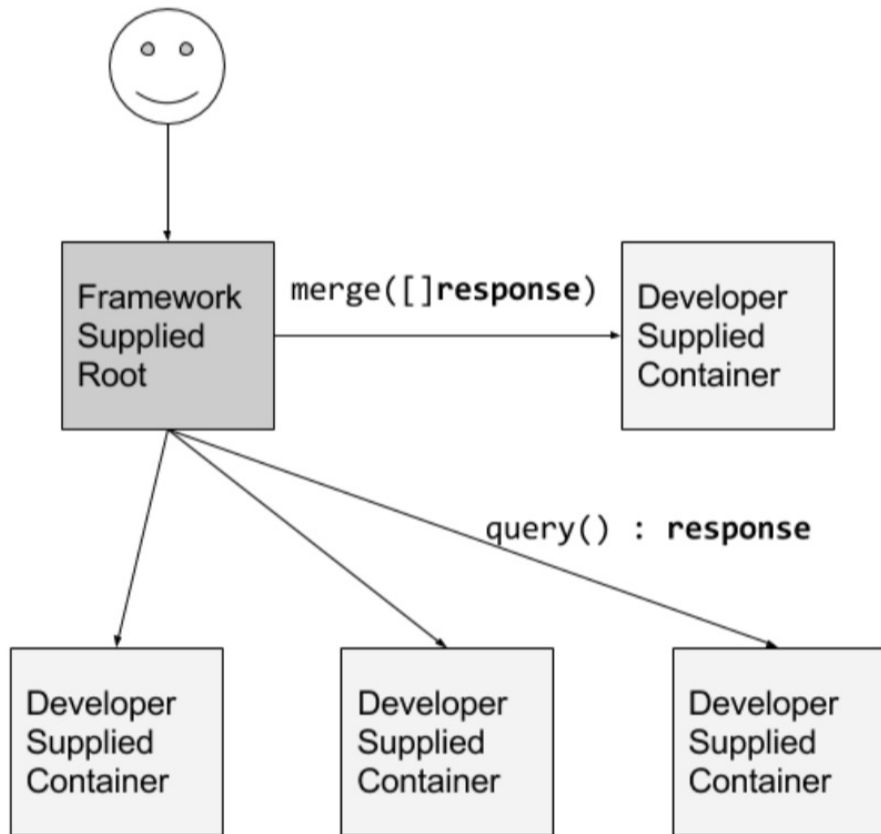 Framework
Supplied
Root
merge([]response)
Developer
Supplied
Container
query() : response
Developer
Supplied
Container
Developer
Supplied
Container
Developer
Supplied
Container